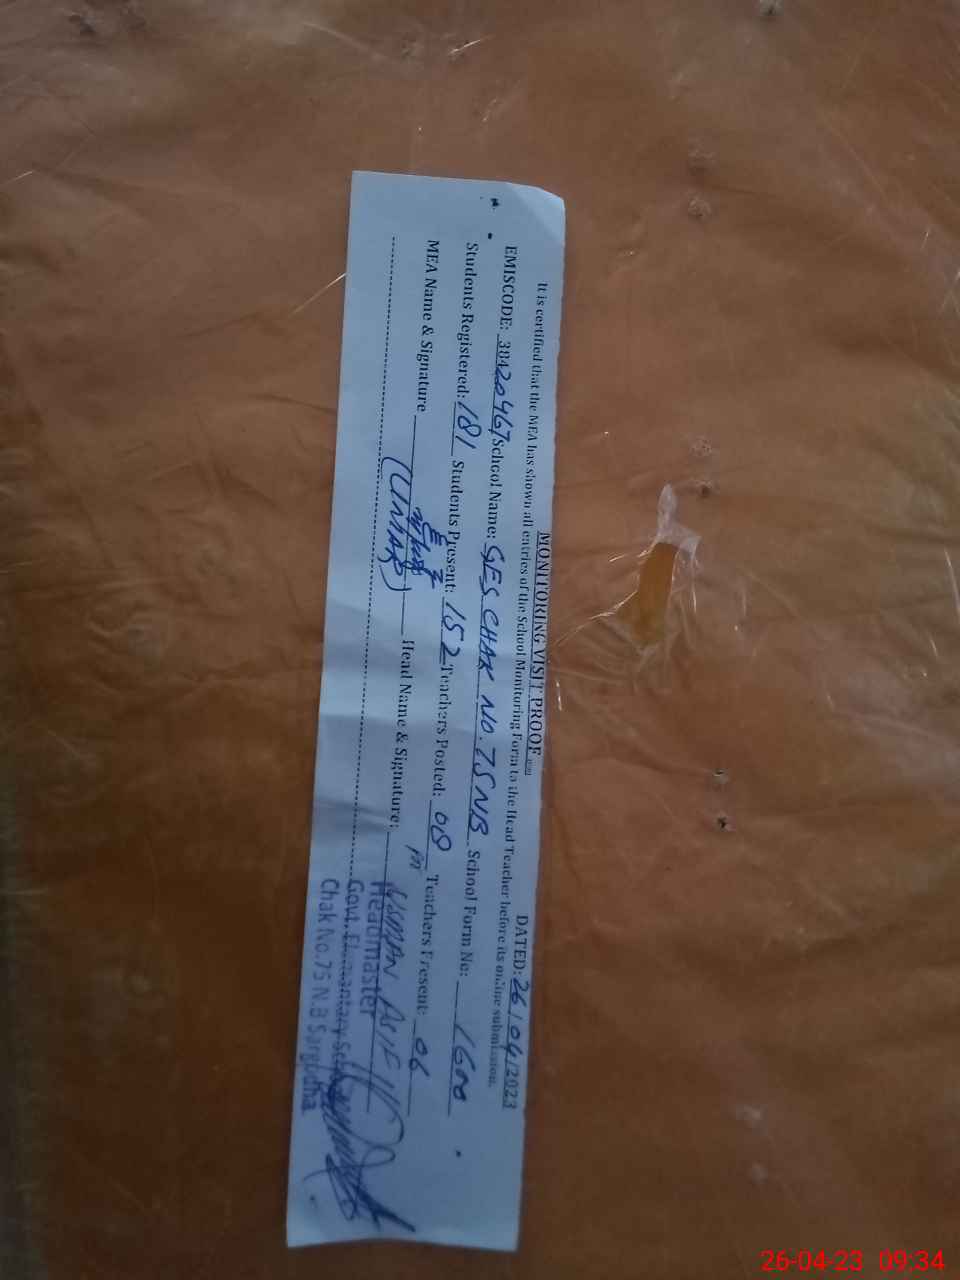 MONITORING VISIT PROOF
DATED: 26/04/2023
It is certified that the MEA has shown all entries of the School Monitoring Form to the Head Teacher before its online submission.
EMISCODE: 38420467 School Name: GES CHAK NO. 75 NB School Form No: 1600
Students Registered: 181 Students Present: 152 Teachers Posted: 08 Teachers Present: 06
MEA Name & Signature (UMAR) Head Name & Signature: USMAN ASIF
Headmaster
Govt. Elementary School
Chak No.75 N.B Sargodha
26-04-23 09:34